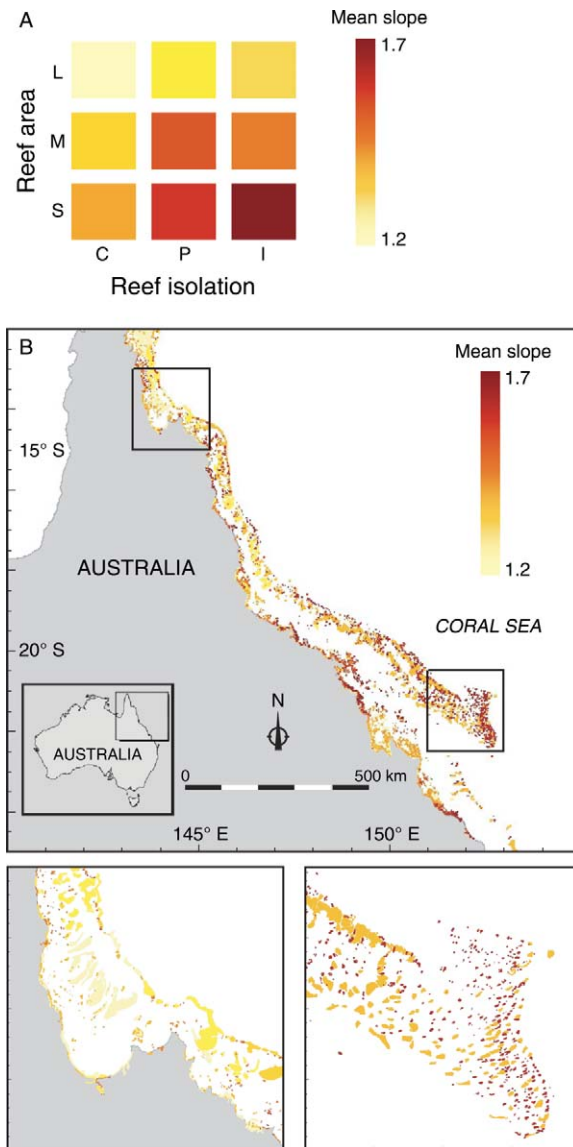 A
Mean slope
1.7
1.2
Reef area
L
M
S
C P I
Reef isolation
B
Mean slope
1.7
1.2
15° S
AUSTRALIA
CORAL SEA
20° S
N
AUSTRALIA
0 500 km
145° E 150° E